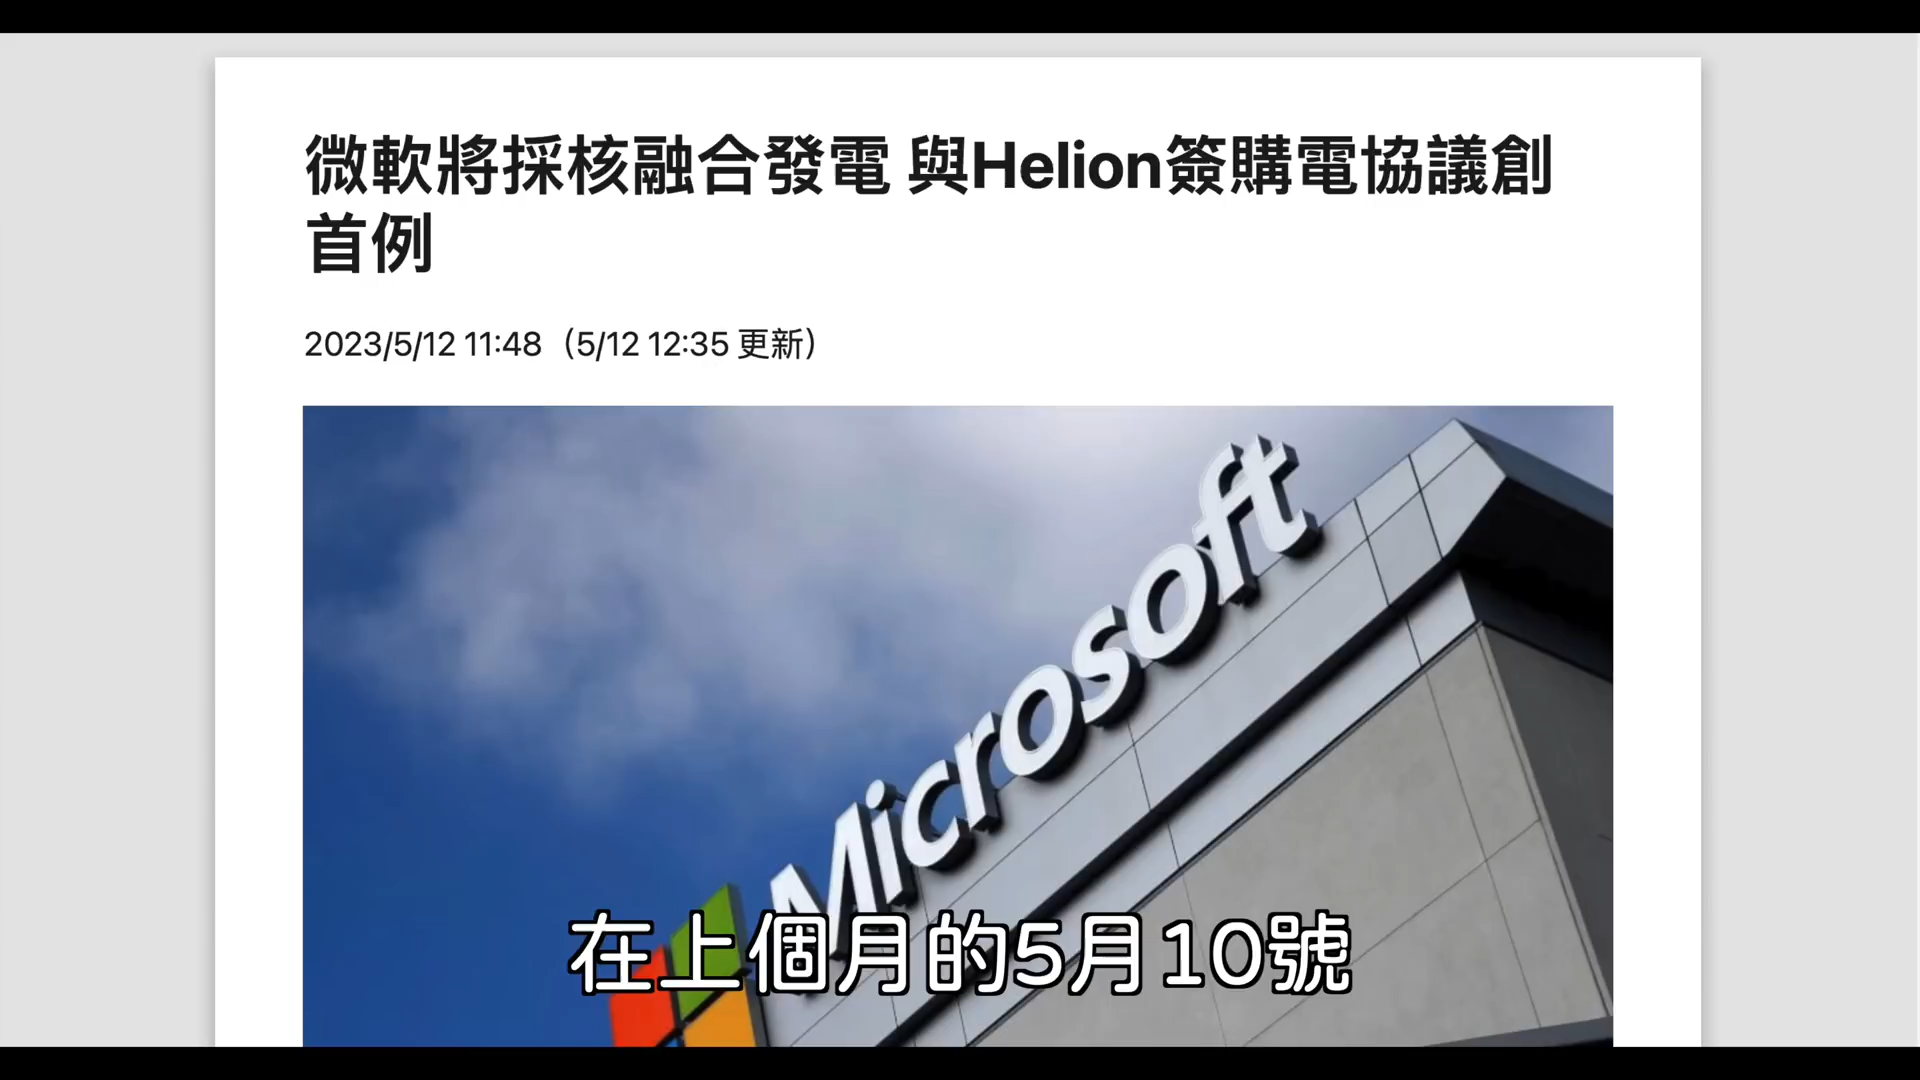 微軟將採核融合發電 與Helion簽購電協議創
首例
2023/5/12 11:48（5/12 12:35 更新）
Microsoft
在上個月的5月10號